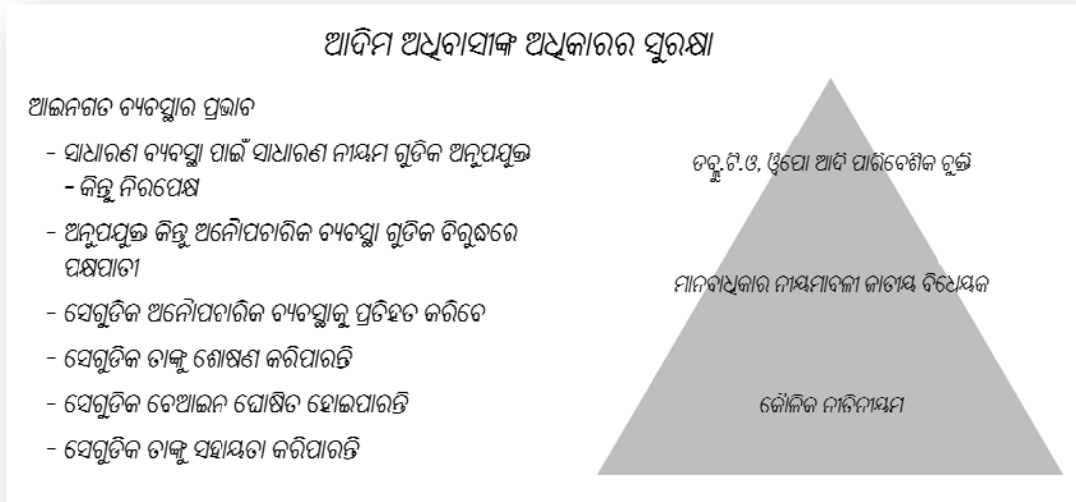 ଆଦିମ ଅଧିବାସୀଙ୍କ ଅଧିକାରର ସୁରକ୍ଷା
ଆଇନଗତ ବ୍ୟବସ୍ଥାର ପ୍ରଭାବ
- ସାଧାରଣ ବ୍ୟବସ୍ଥା ପାଇଁ ସାଧାରଣ ନୀୟମ ଗୁଡିକ ଅନୁପଯୁକ୍ତ
- କିନ୍ତୁ ନିରପେକ୍ଷ
- ଅନୁପଯୁକ୍ତ କିନ୍ତୁ ଅନୌପଚାରିକ ବ୍ୟବସ୍ଥା ଗୁଡିକ ବିରୁଦ୍ଧରେ
ପକ୍ଷପାତୀ
- ସେଗୁଡିକ ଅନୌପଚାରିକ ବ୍ୟବସ୍ଥାକୁ ପ୍ରତିହତ କରିବେ
- ସେଗୁଡିକ ତାଙ୍କୁ ଶୋଷଣ କରିପାରନ୍ତି
- ସେଗୁଡିକ ବେଆଇନ ଘୋଷିତ ହୋଇପାରନ୍ତି
- ସେଗୁଡିକ ତାଙ୍କୁ ସହାୟତା କରିପାରନ୍ତି
ଡବ୍ଲୁ.ଟି.ଓ, ୱିପୋ ଆଦି ପାରିବେଶିକ ଚୁକ୍ତି
ମାନବାଧିକାର ନୀୟମାବଳୀ ଜାତୀୟ ବିଧେୟକ
କୌଳିକ ନୀତିନୀୟମ